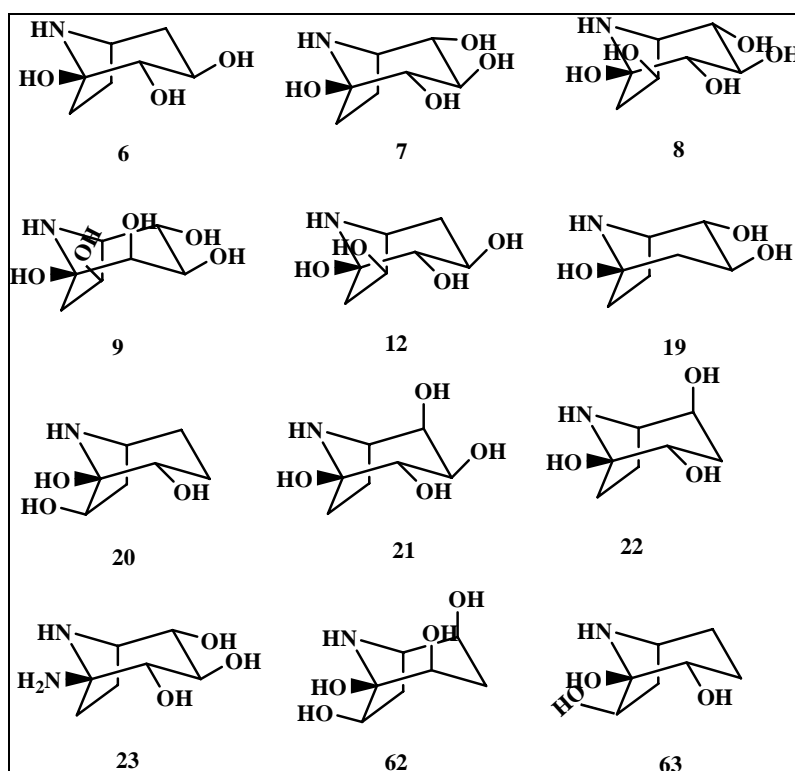 HN HO OH OH
6
HN HO OH OH OH
7
HN HO HO OH OH OH
8
HN OH OH HO OH OH
9
HN HO HO OH OH
12
HN HO OH OH
19
HN HO HO OH
20
HN HO OH OH OH
21
HN HO OH OH
22
HN H₂N OH OH OH
23
HN OH OH HO HO
62
HN HO HO OH
63